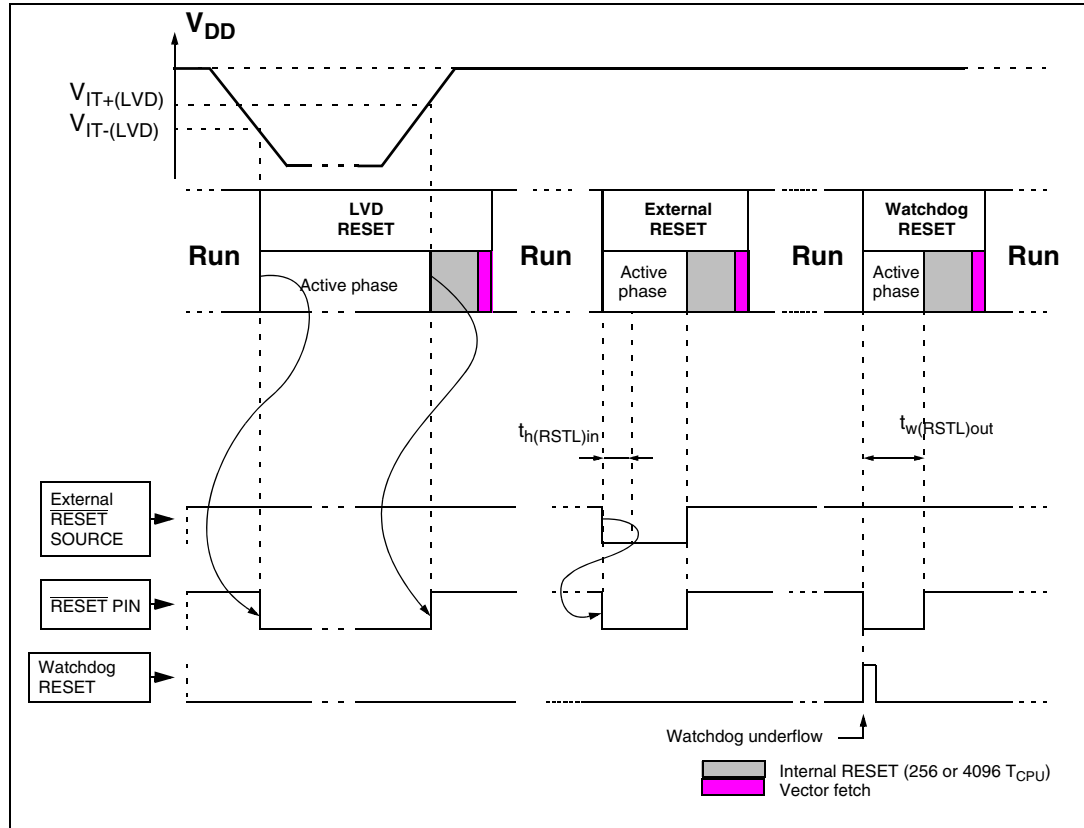 VDD
VIT+(LVD)
VIT-(LVD)
LVD
RESET
External
RESET
Watchdog
RESET
Run
Active phase
Run
Active
phase
Run
Active
phase
Run
th(RSTL)in
tw(RSTL)out
External
RESET
SOURCE
RESET PIN
Watchdog
RESET
Watchdog underflow
Internal RESET (256 or 4096 TCPU)
Vector fetch